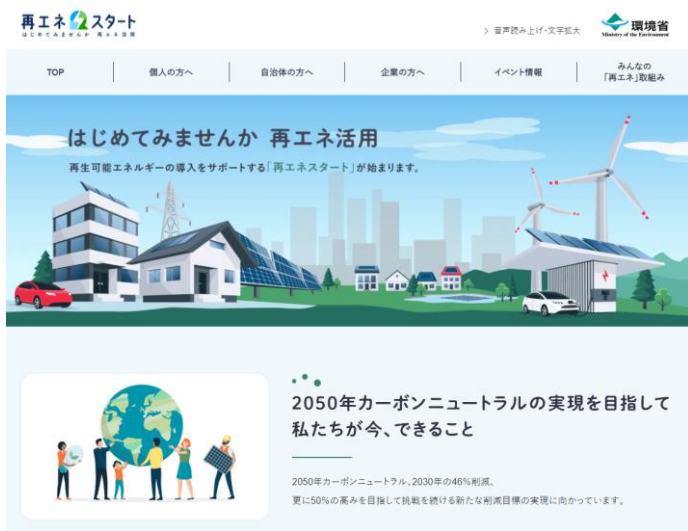 再エネ スタート
はじめてみませんか 再エネ活用
> 音声読み上げ・文字拡大
環境省
Ministry of the Environment
TOP
個人の方へ
自治体の方へ
企業の方へ
イベント情報
みんなの
「再エネ」取組み
はじめてみませんか 再エネ活用
再生可能エネルギーの導入をサポートする「再エネスタート」が始まります。
2050年カーボンニュートラルの実現を目指して
私たちが今、できること
2050年カーボンニュートラル、2030年の46%削減、
更に50%の高みを目指して挑戦を続ける新たな削減目標の実現に向かっています。